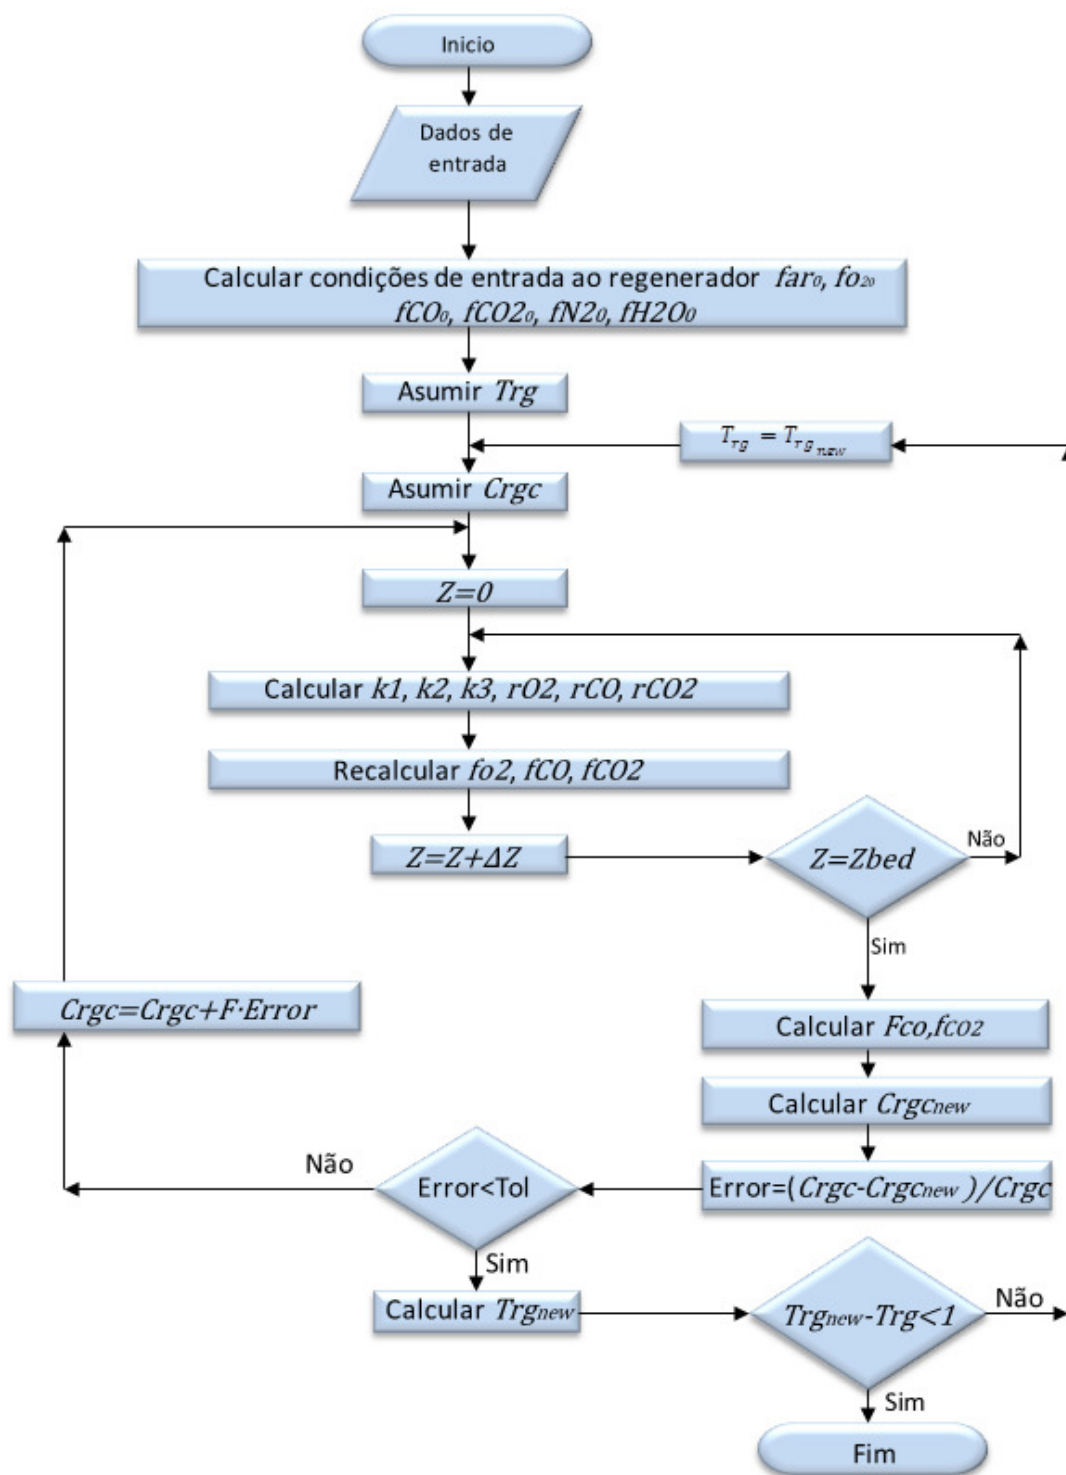 Inicio
Dados de
entrada
Calcular condições de entrada ao regenerador far₀, fo₂₀
fCO₀, fCO2₀, fN2₀, fH2O₀
Asumir Trg
T_rg = T_rg_new
Asumir Crgc
Z=0
Calcular k1, k2, k3, rO2, rCO, rCO2
Recalcular fo2, fCO, fCO2
Z=Z+ΔZ
Z=Zbed
Não
Sim
Crgc=Crgc+F·Error
Calcular Fco,fCO2
Calcular Crgcnew
Não
Error<Tol
Error=(Crgc-Crgcnew)/Crgc
Sim
Calcular Trgnew
Trgnew-Trg<1
Não
Sim
Fim